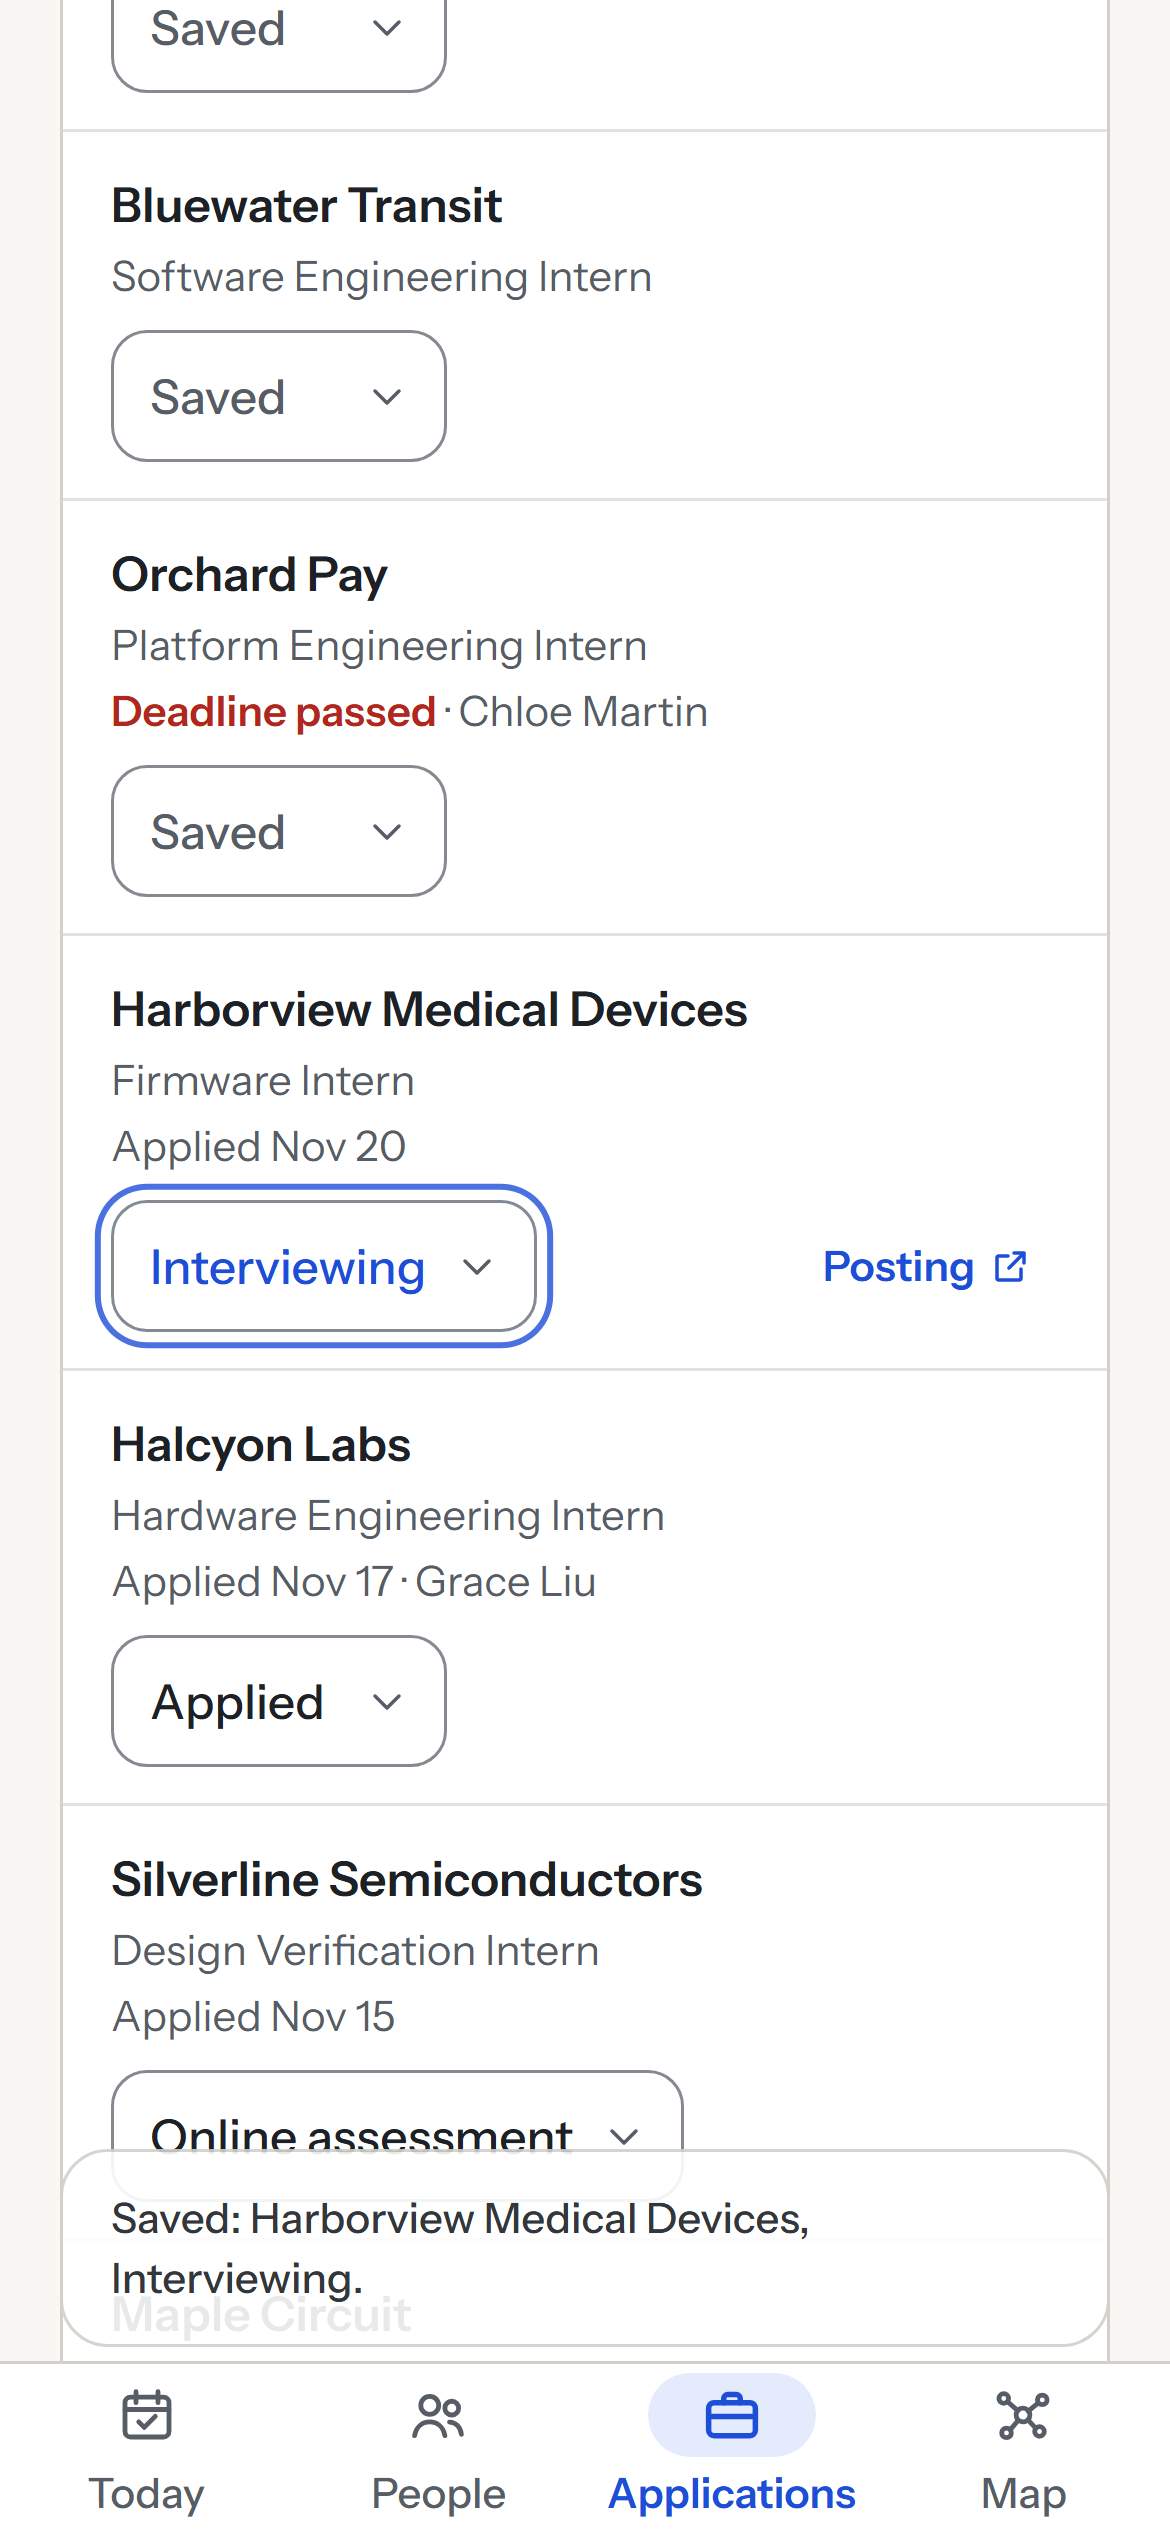 Saved
Bluewater Transit
Software Engineering Intern
Saved
Orchard Pay
Platform Engineering Intern
Deadline passed · Chloe Martin
Saved
Harborview Medical Devices
Firmware Intern
Applied Nov 20
Interviewing
Posting
Halcyon Labs
Hardware Engineering Intern
Applied Nov 17 · Grace Liu
Applied
Silverline Semiconductors
Design Verification Intern
Applied Nov 15
Online assessment
Saved: Harborview Medical Devices,
Interviewing.
Maple Circuit
Today
People
Applications
Map